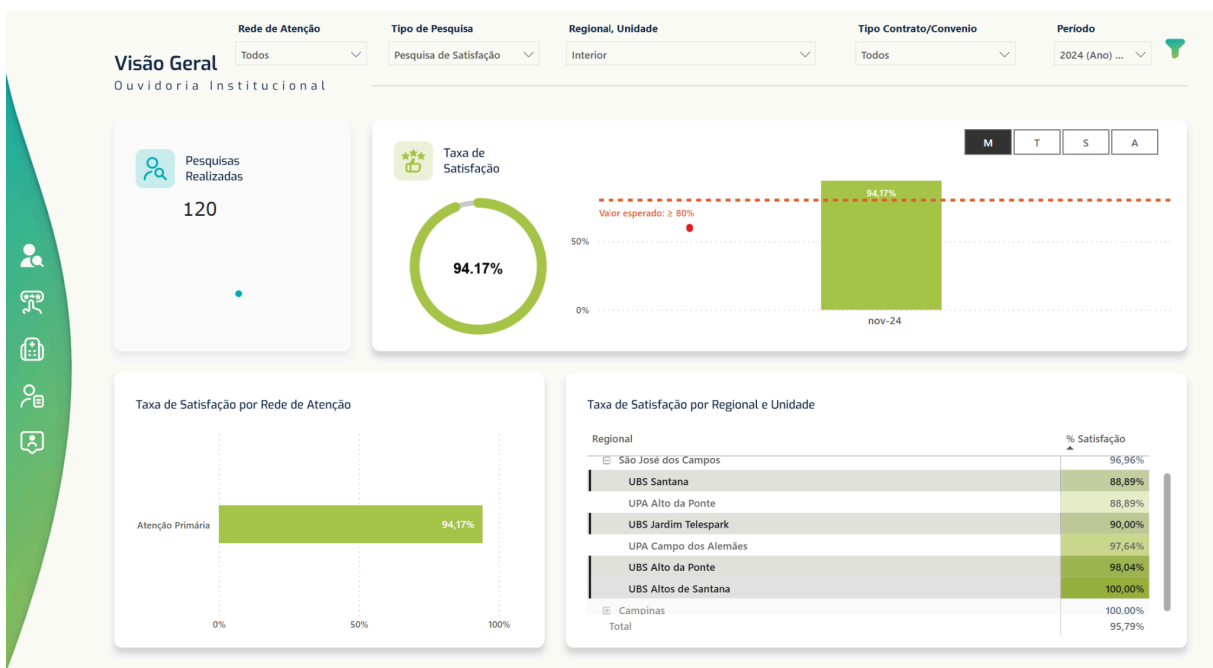 Rede de Atenção
Tipo de Pesquisa
Regional, Unidade
Tipo Contrato/Convenio
Período
Todos
Pesquisa de Satisfação
Interior
Todos
2024 (Ano) ...
Visão Geral
Ouvidoria Institucional
Pesquisas
Realizadas
120
Taxa de
Satisfação
94.17%
M T S A
94,17%
Valor esperado: ≥ 80%
50%
0%
nov-24
Taxa de Satisfação por Rede de Atenção
Atenção Primária
94,17%
0% 50% 100%
Taxa de Satisfação por Regional e Unidade
Regional % Satisfação
São José dos Campos 96,96%
UBS Santana 88,89%
UPA Alto da Ponte 88,89%
UBS Jardim Telespark 90,00%
UPA Campo dos Alemães 97,64%
UBS Alto da Ponte 98,04%
UBS Altos de Santana 100,00%
Campinas 100,00%
Total 95,79%